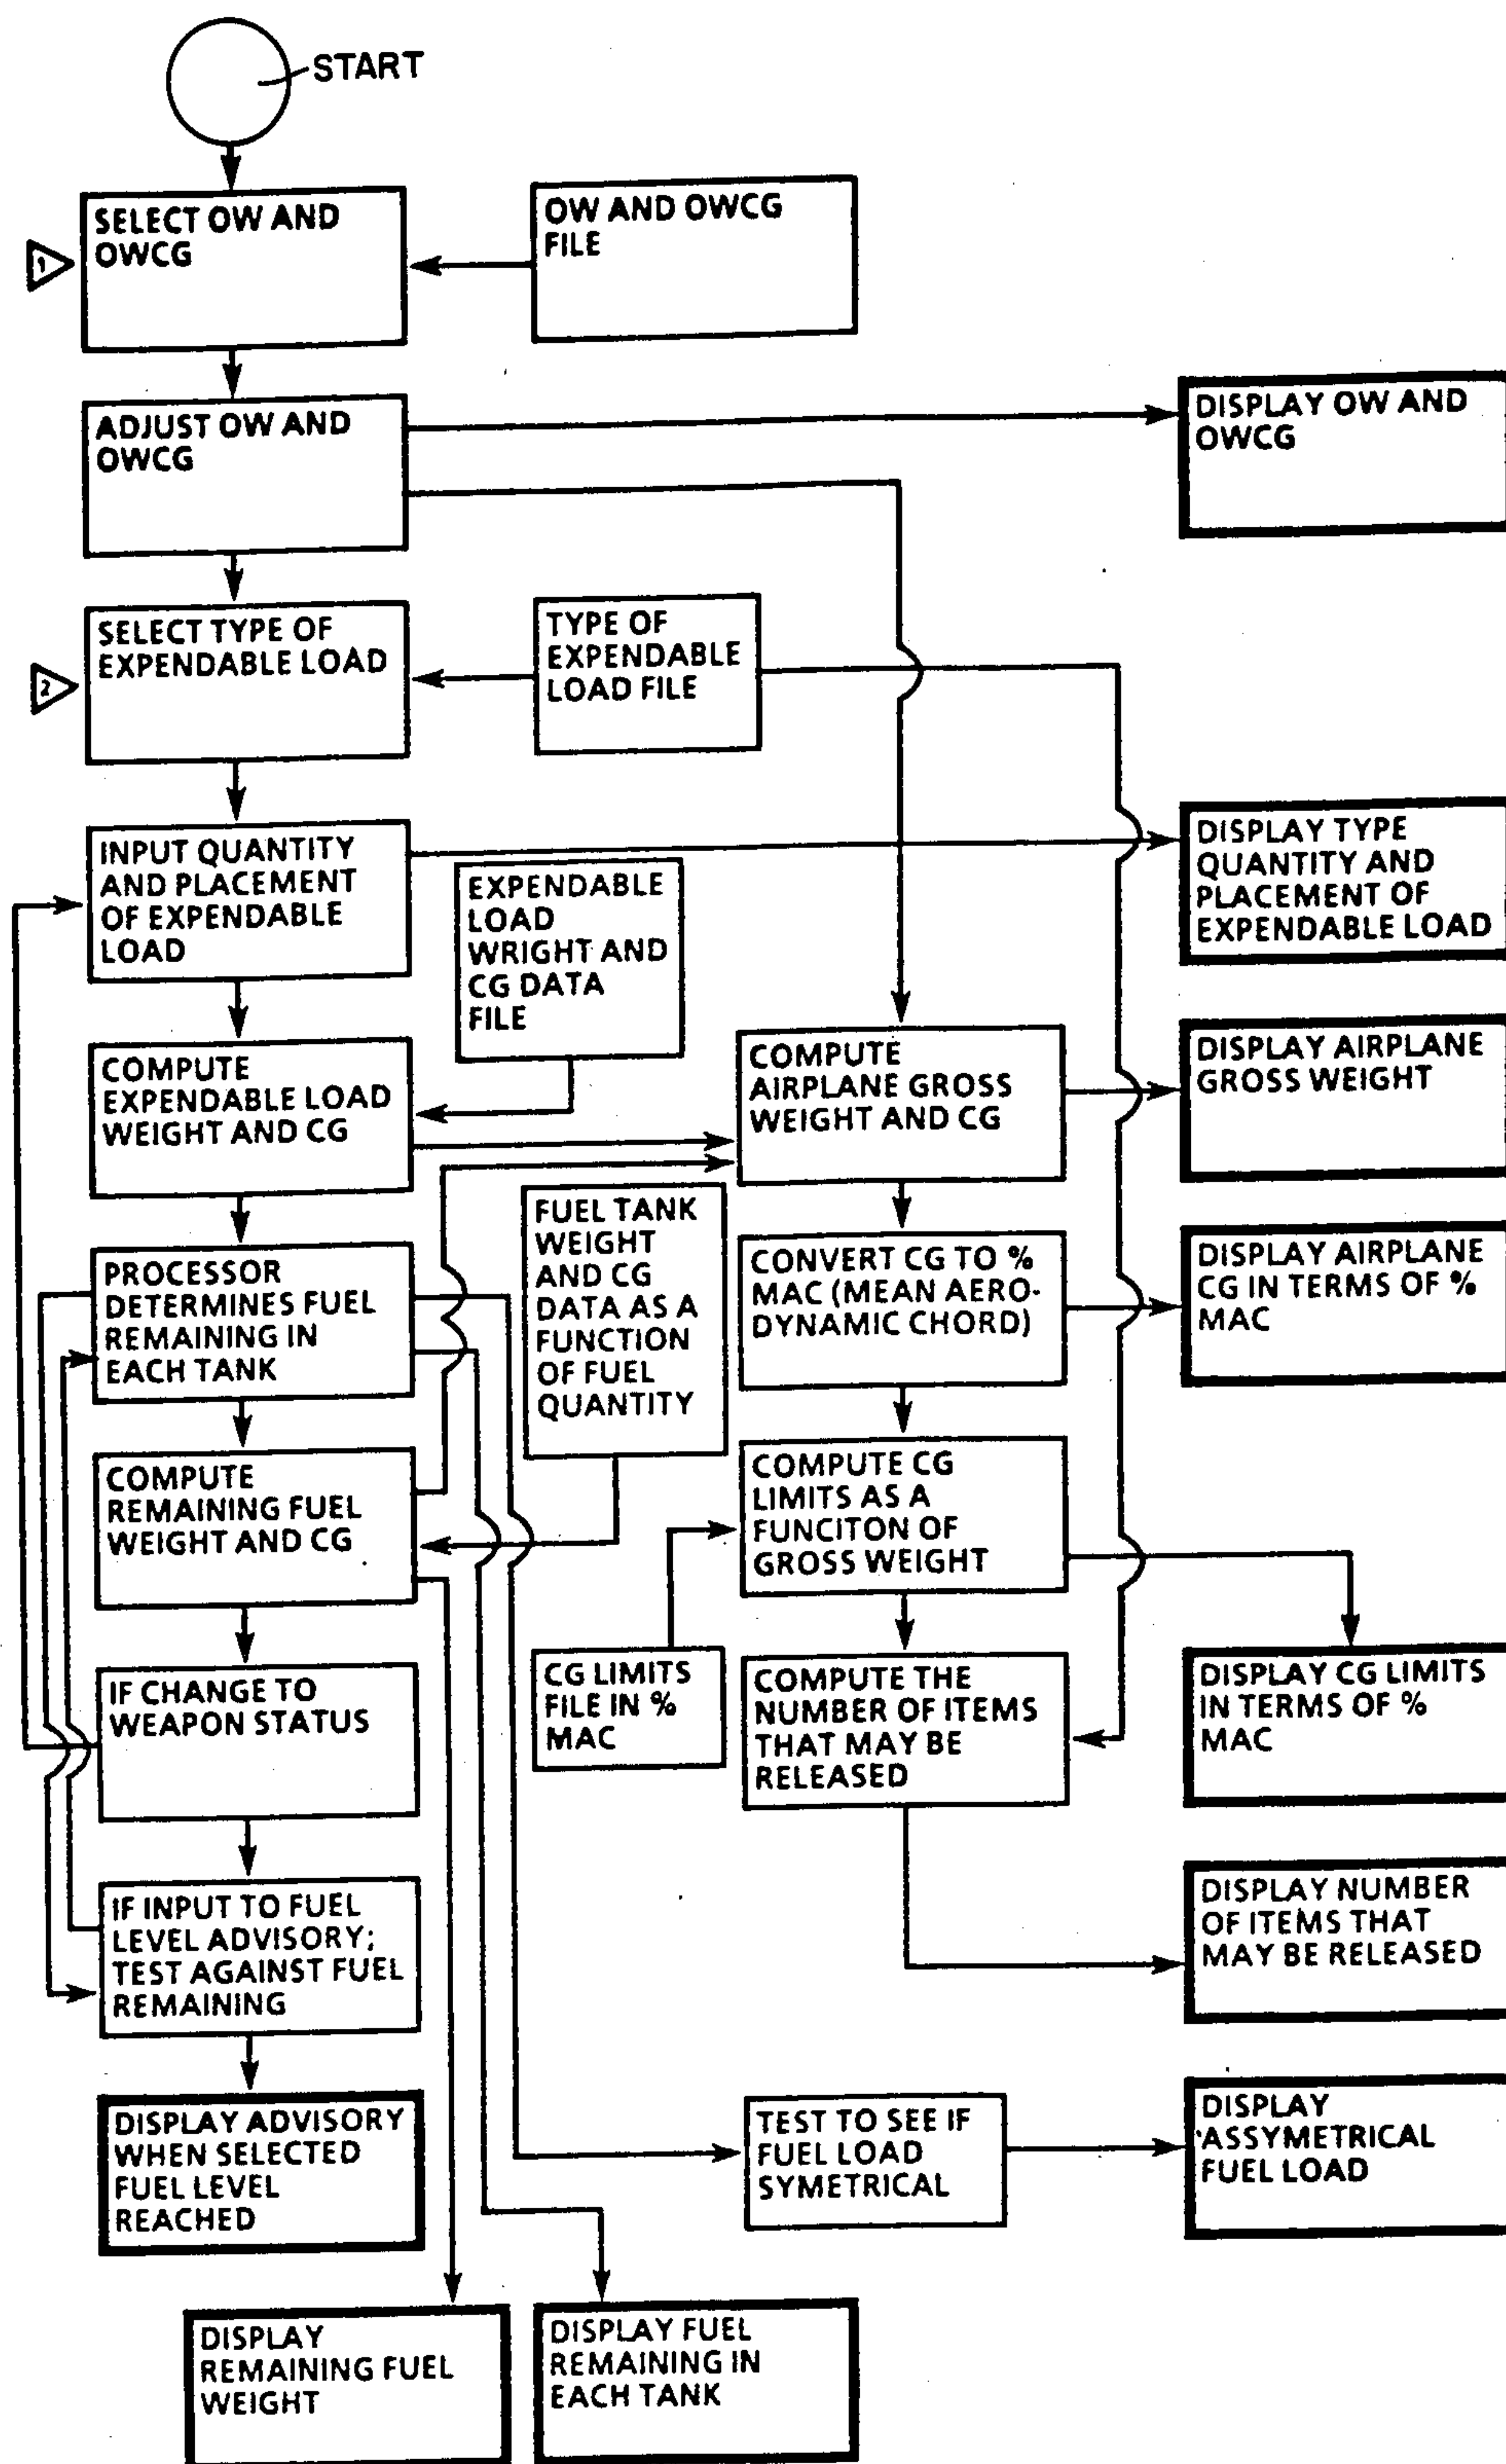 START
SELECT OW AND
OWCG
1
OW AND OWCG
FILE
ADJUST OW AND
OWCG
DISPLAY OW AND
OWCG
SELECT TYPE OF
EXPENDABLE LOAD
2
TYPE OF
EXPENDABLE
LOAD FILE
INPUT QUANTITY
AND PLACEMENT
OF EXPENDABLE
LOAD
EXPENDABLE
LOAD
WRIGHT AND
CG DATA
FILE
DISPLAY TYPE
QUANTITY AND
PLACEMENT OF
EXPENDABLE LOAD
COMPUTE
EXPENDABLE LOAD
WEIGHT AND CG
COMPUTE
AIRPLANE GROSS
WEIGHT AND CG
DISPLAY AIRPLANE
GROSS WEIGHT
PROCESSOR
DETERMINES FUEL
REMAINING IN
EACH TANK
FUEL TANK
WEIGHT
AND CG
DATA AS A
FUNCTION
OF FUEL
QUANTITY
CONVERT CG TO %
MAC (MEAN AERO-
DYNAMIC CHORD)
DISPLAY AIRPLANE
CG IN TERMS OF %
MAC
COMPUTE
REMAINING FUEL
WEIGHT AND CG
COMPUTE CG
LIMITS AS A
FUNCITON OF
GROSS WEIGHT
IF CHANGE TO
WEAPON STATUS
CG LIMITS
FILE IN %
MAC
COMPUTE THE
NUMBER OF ITEMS
THAT MAY BE
RELEASED
DISPLAY CG LIMITS
IN TERMS OF %
MAC
IF INPUT TO FUEL
LEVEL ADVISORY;
TEST AGAINST FUEL
REMAINING
DISPLAY NUMBER
OF ITEMS THAT
MAY BE RELEASED
DISPLAY ADVISORY
WHEN SELECTED
FUEL LEVEL
REACHED
TEST TO SEE IF
FUEL LOAD
SYMETRICAL
DISPLAY
ASSYMETRICAL
FUEL LOAD
DISPLAY
REMAINING FUEL
WEIGHT
DISPLAY FUEL
REMAINING IN
EACH TANK